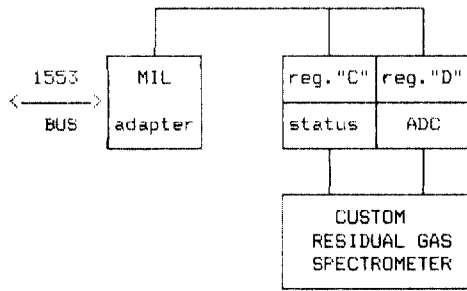 1553
BUS
MIL
adapter
reg."C"
reg."D"
status
ADC
CUSTOM
RESIDUAL GAS
SPECTROMETER